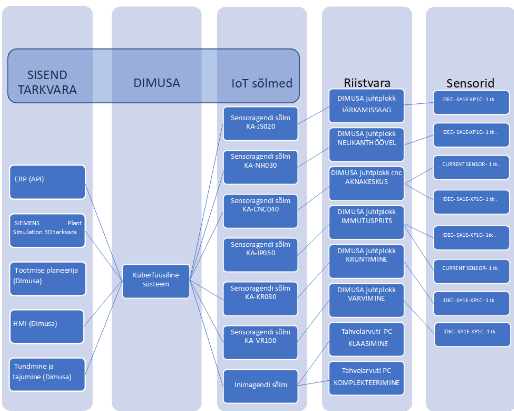 SISEND
TARKVARA
DIMUSA
IoT sõlmed
Riistvara
Sensorid
ERP (API)
SIEMENS Plant
Simulation 3D tarkvara
Tootmise planeerija
(Dimusa)
HMI (Dimusa)
Tundmine ja
tajumine (Dimusa)
Küberfüüsiline
süsteem
Sensoragendi sõlm
KA-JS020
Sensoragendi sõlm
KA-NH030
Sensoragendi sõlm
KA-CNC040
Sensoragendi sõlm
KA-IP050
Sensoragendi sõlm
KA-KR080
Sensoragendi sõlm
KA-VR100
Inimagendi sõlm
DIMUSA juhtplokk
JÄRKAMISSAAG
DIMUSA juhtplokk
NELIKANTHÖÖVEL
DIMUSA juhtplokk cnc
AKNAKESKUS
DIMUSA juhtplokk
IMMUTUSPRITS
DIMUSA juhtplokk
KRUNTIMINE
DIMUSA juhtplokk
VÄRVIMINE
Tahvelarvuti PC
KLAASIMINE
Tahvelarvuti PC
KOMPLEKTEERIMINE
IDEC- SA1E-XP1C- 1 tk
IDEC- SA1E-XP1C- 1 tk .
CURRENT SENSOR- 1 tk .
IDEC- SA1E-XP1C- 1 tk .
IDEC- SA1E-XP1C- 2tk .
CURRENT SENSOR- 1 tk .
IDEC- SA1E-XP1C- 1 tk
IDEC- SA1E-XP1C- 1 tk